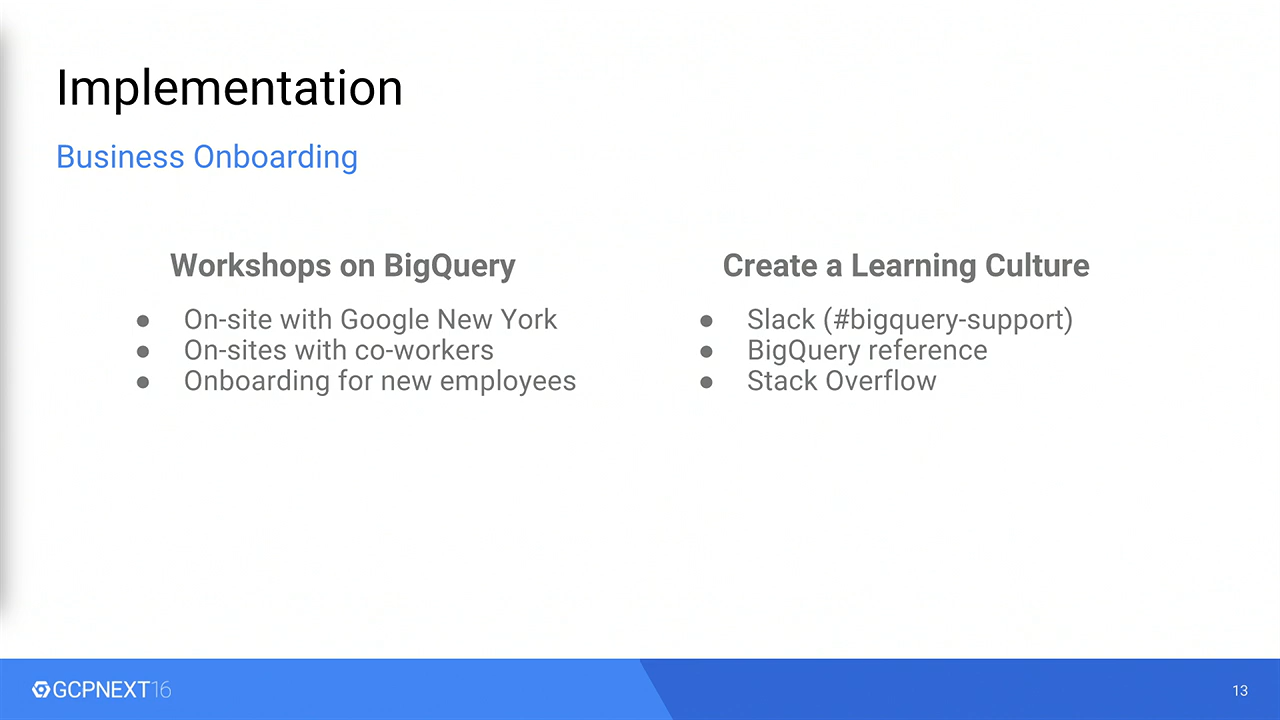 Implementation
Business Onboarding
Workshops on BigQuery
● On-site with Google New York
● On-sites with co-workers
● Onboarding for new employees
Create a Learning Culture
● Slack (#bigquery-support)
● BigQuery reference
● Stack Overflow
GCPNEXT16
13